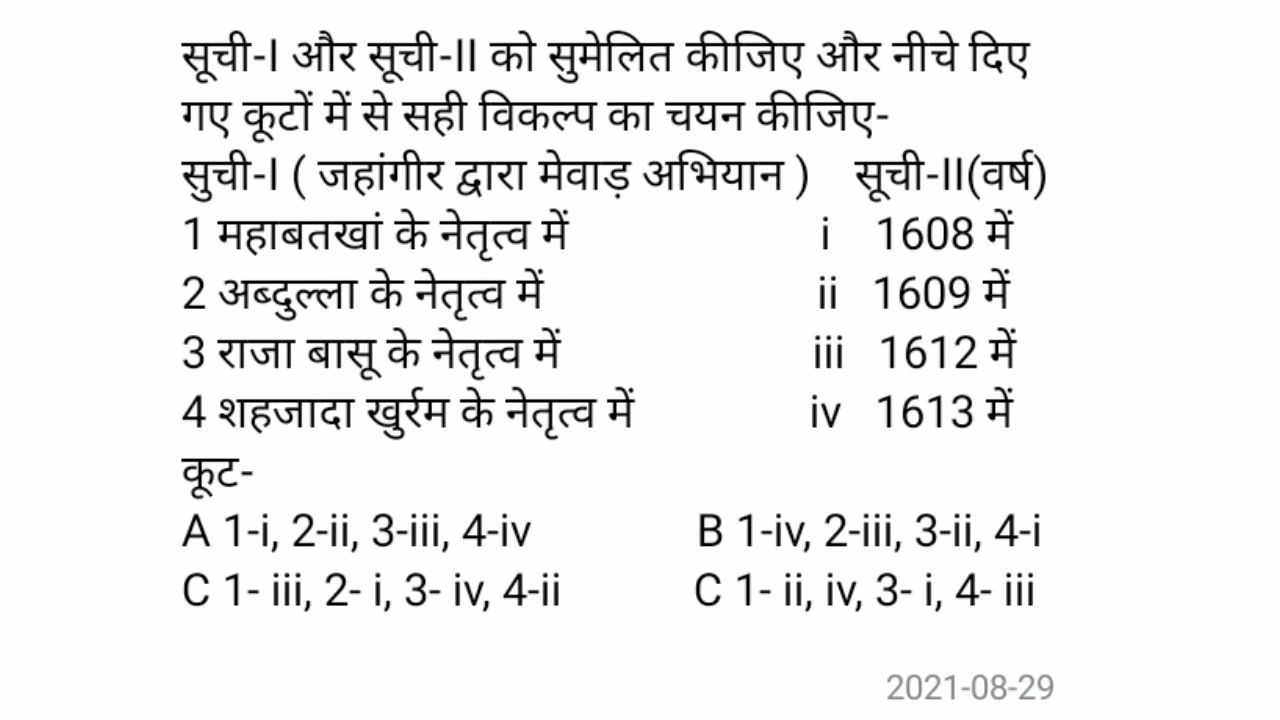 सूची-I और सूची-II को सुमेलित कीजिए और नीचे दिए
गए कूटों में से सही विकल्प का चयन कीजिए-
सुची-I ( जहांगीर द्वारा मेवाड़ अभियान ) सूची-II(वर्ष)
1 महाबतखां के नेतृत्व में i 1608 में
2 अब्दुल्ला के नेतृत्व में ii 1609 में
3 राजा बासू के नेतृत्व में iii 1612 में
4 शहजादा खुर्रम के नेतृत्व में iv 1613 में
कूट-
A 1-i, 2-ii, 3-iii, 4-iv B 1-iv, 2-iii, 3-ii, 4-i
C 1- iii, 2- i, 3- iv, 4-ii C 1- ii, iv, 3- i, 4- iii
2021-08-29